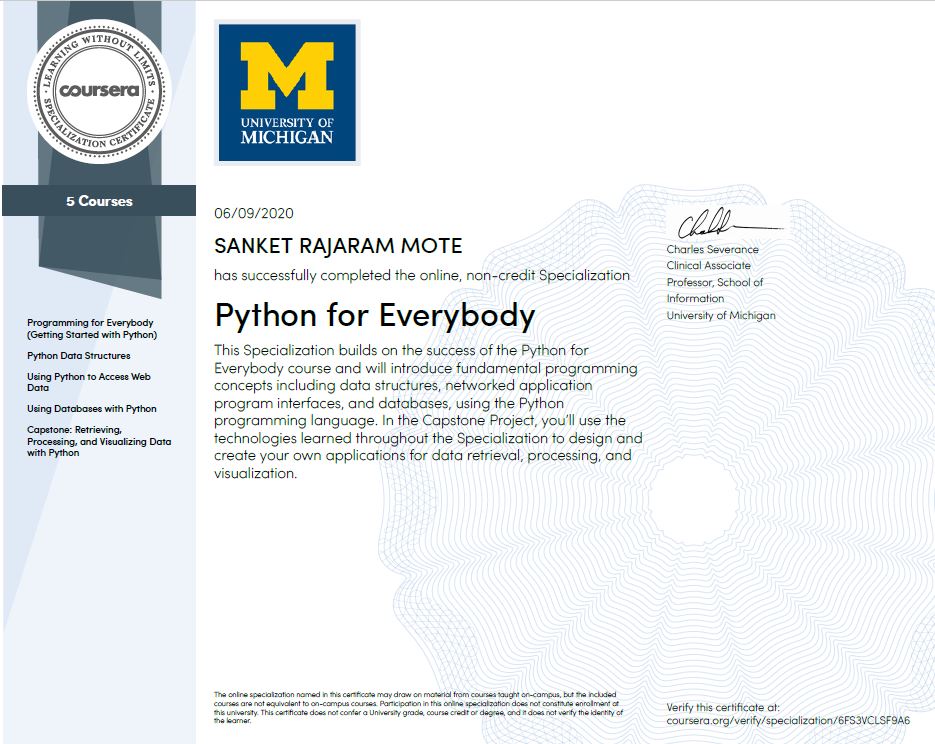 LEARNING WITHOUT LIMITS
coursera
SPECIALIZATION CERTIFICATE
5 Courses
Programming for Everybody
(Getting Started with Python)
Python Data Structures
Using Python to Access Web
Data
Using Databases with Python
Capstone: Retrieving,
Processing, and Visualizing Data
with Python
M
UNIVERSITY OF
MICHIGAN
06/09/2020
SANKET RAJARAM MOTE
has successfully completed the online, non-credit Specialization
Python for Everybody
This Specialization builds on the success of the Python for
Everybody course and will introduce fundamental programming
concepts including data structures, networked application
program interfaces, and databases, using the Python
programming language. In the Capstone Project, you’ll use the
technologies learned throughout the Specialization to design and
create your own applications for data retrieval, processing, and
visualization.
Charles Severance
Clinical Associate
Professor, School of
Information
University of Michigan
The online specialization named in this certificate may draw on material from courses taught on-campus, but the included
courses are not equivalent to on-campus courses. Participation in this online specialization does not constitute enrollment at
this university. This certificate does not confer a University grade, course credit or degree, and it does not verify the identity of
the learner.
Verify this certificate at:
coursera.org/verify/specialization/6FS3VCLSF9A6